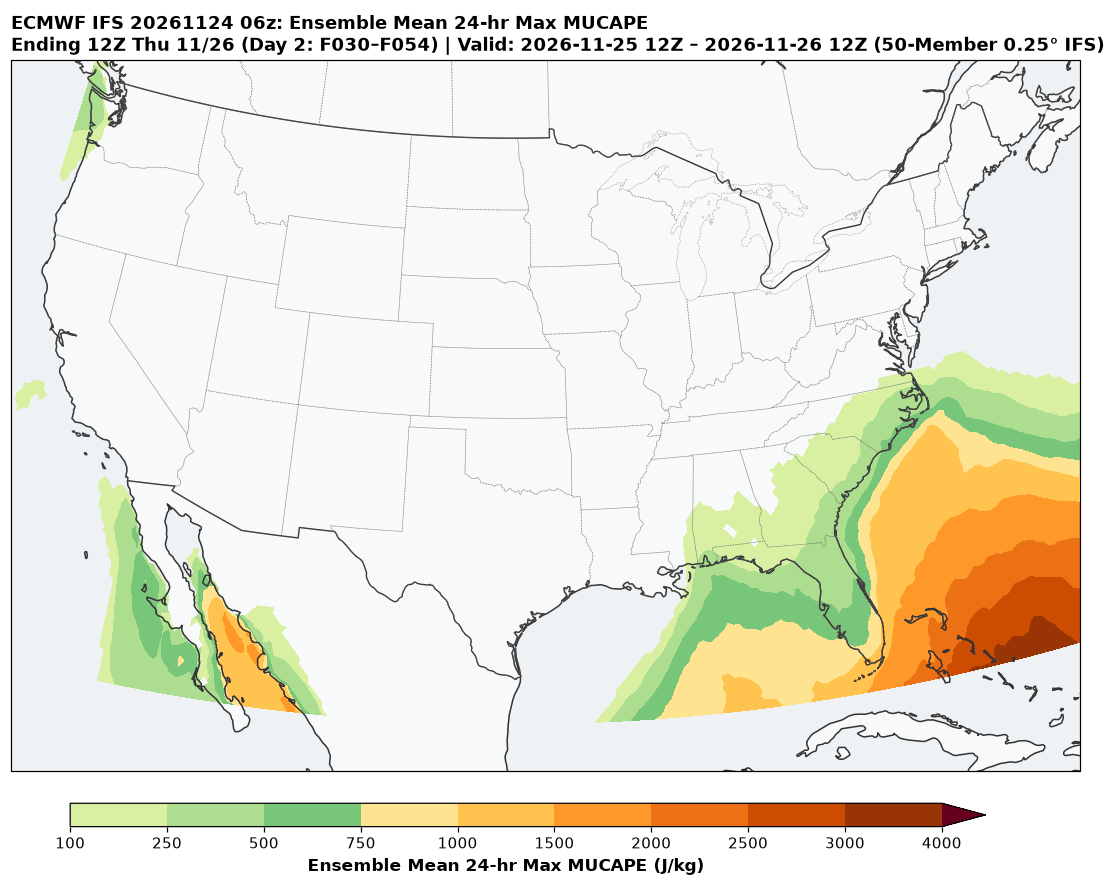 ECMWF IFS 20261124 06z: Ensemble Mean 24-hr Max MUCAPE
Ending 12Z Thu 11/26 (Day 2: F030–F054) | Valid: 2026-11-25 12Z – 2026-11-26 12Z (50-Member 0.25° IFS)
100 250 500 750 1000 1500 2000 2500 3000 4000
Ensemble Mean 24-hr Max MUCAPE (J/kg)